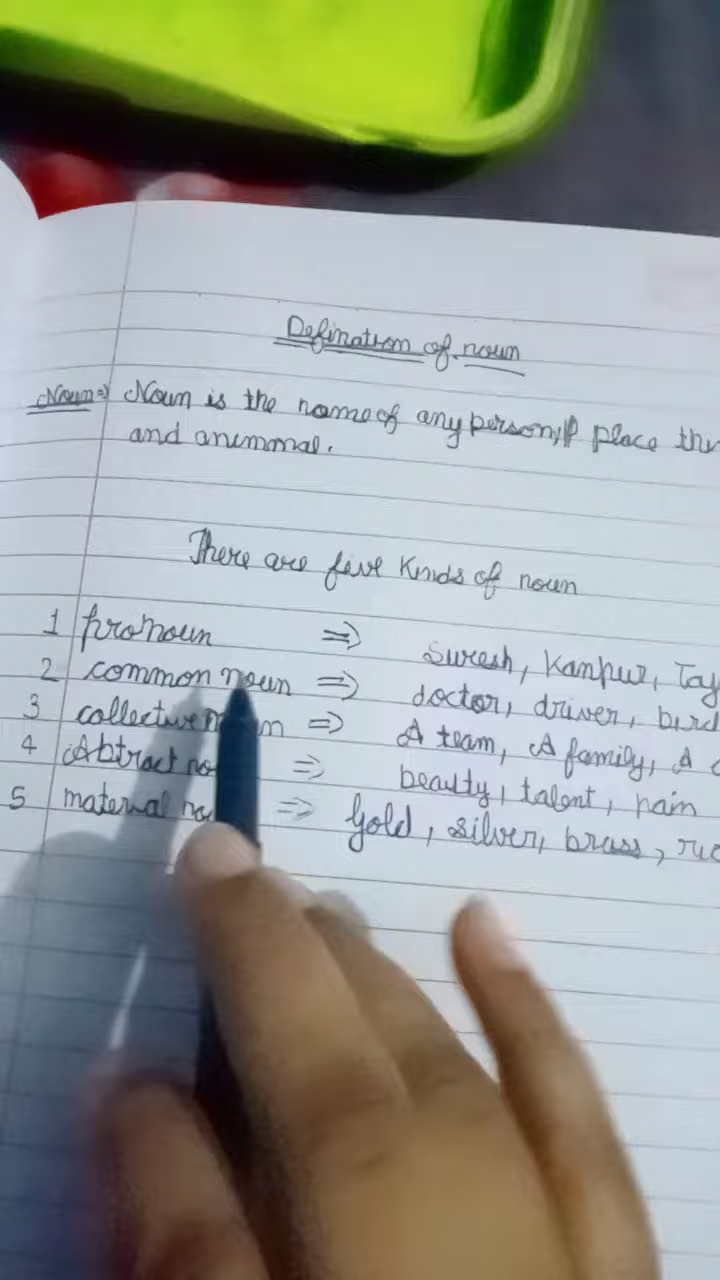 Defination of noun
Noun⇒ Noun is the name of any person, place
and anemmal.
There are five Kinds of noun
1 pronoun ⇒ Suresh, Kanpur, Taj
2 common noun ⇒ doctor, driver, bird
3 collective ⇒ A team, A family, A
4 Abtract ⇒ beauty, talent, pain
5 material ⇒ Gold, silver, brass,